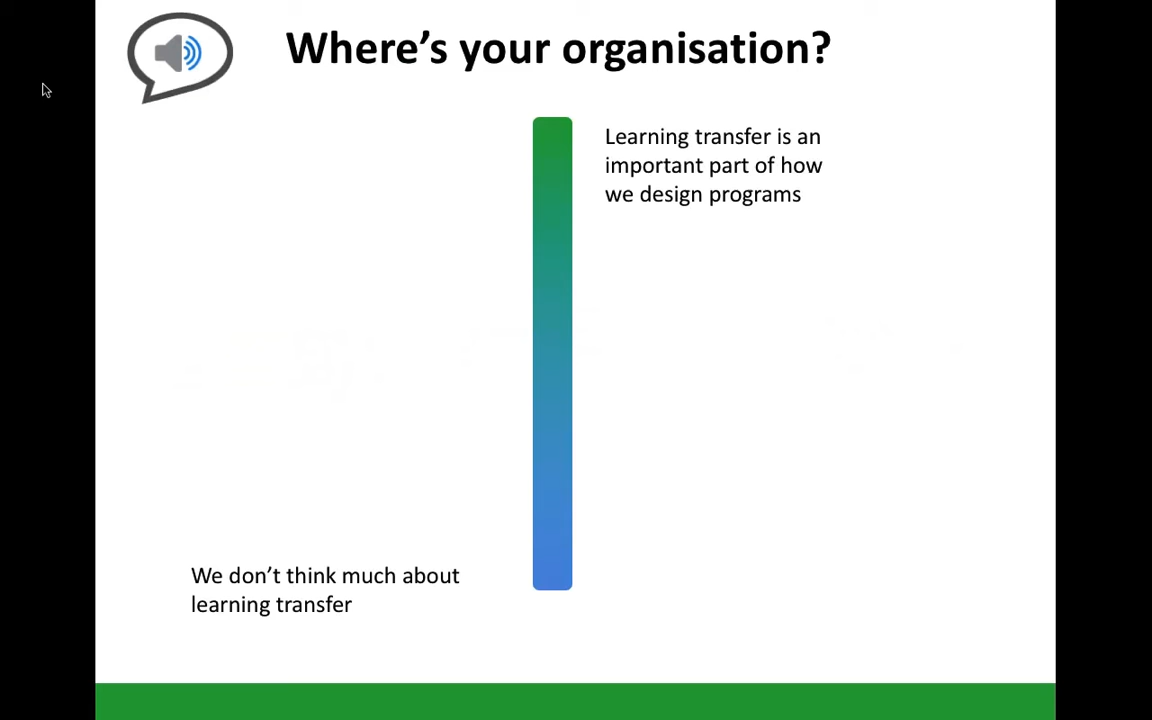 Where’s your organisation?
Learning transfer is an
important part of how
we design programs
We don’t think much about
learning transfer